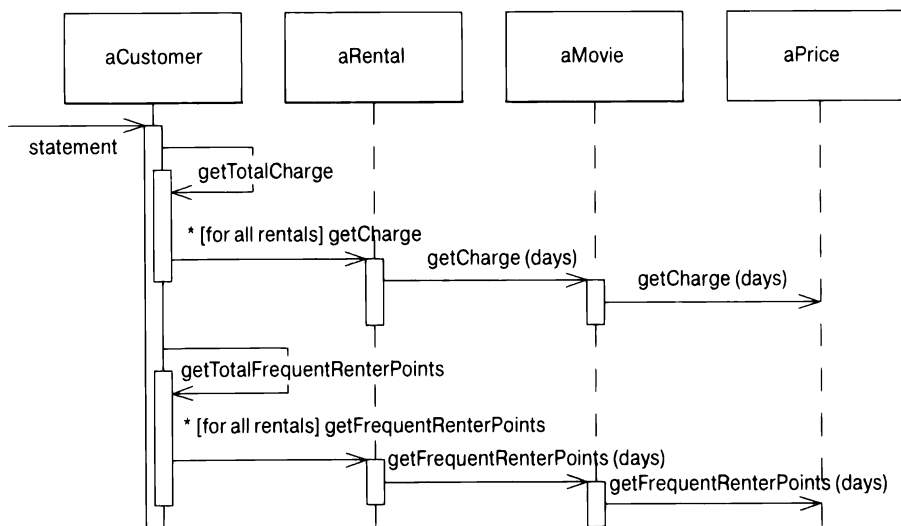 aCustomer
aRental
aMovie
aPrice
statement
getTotalCharge
* [for all rentals] getCharge
getCharge (days)
getCharge (days)
getTotalFrequentRenterPoints
* [for all rentals] getFrequentRenterPoints
getFrequentRenterPoints (days)
getFrequentRenterPoints (days)